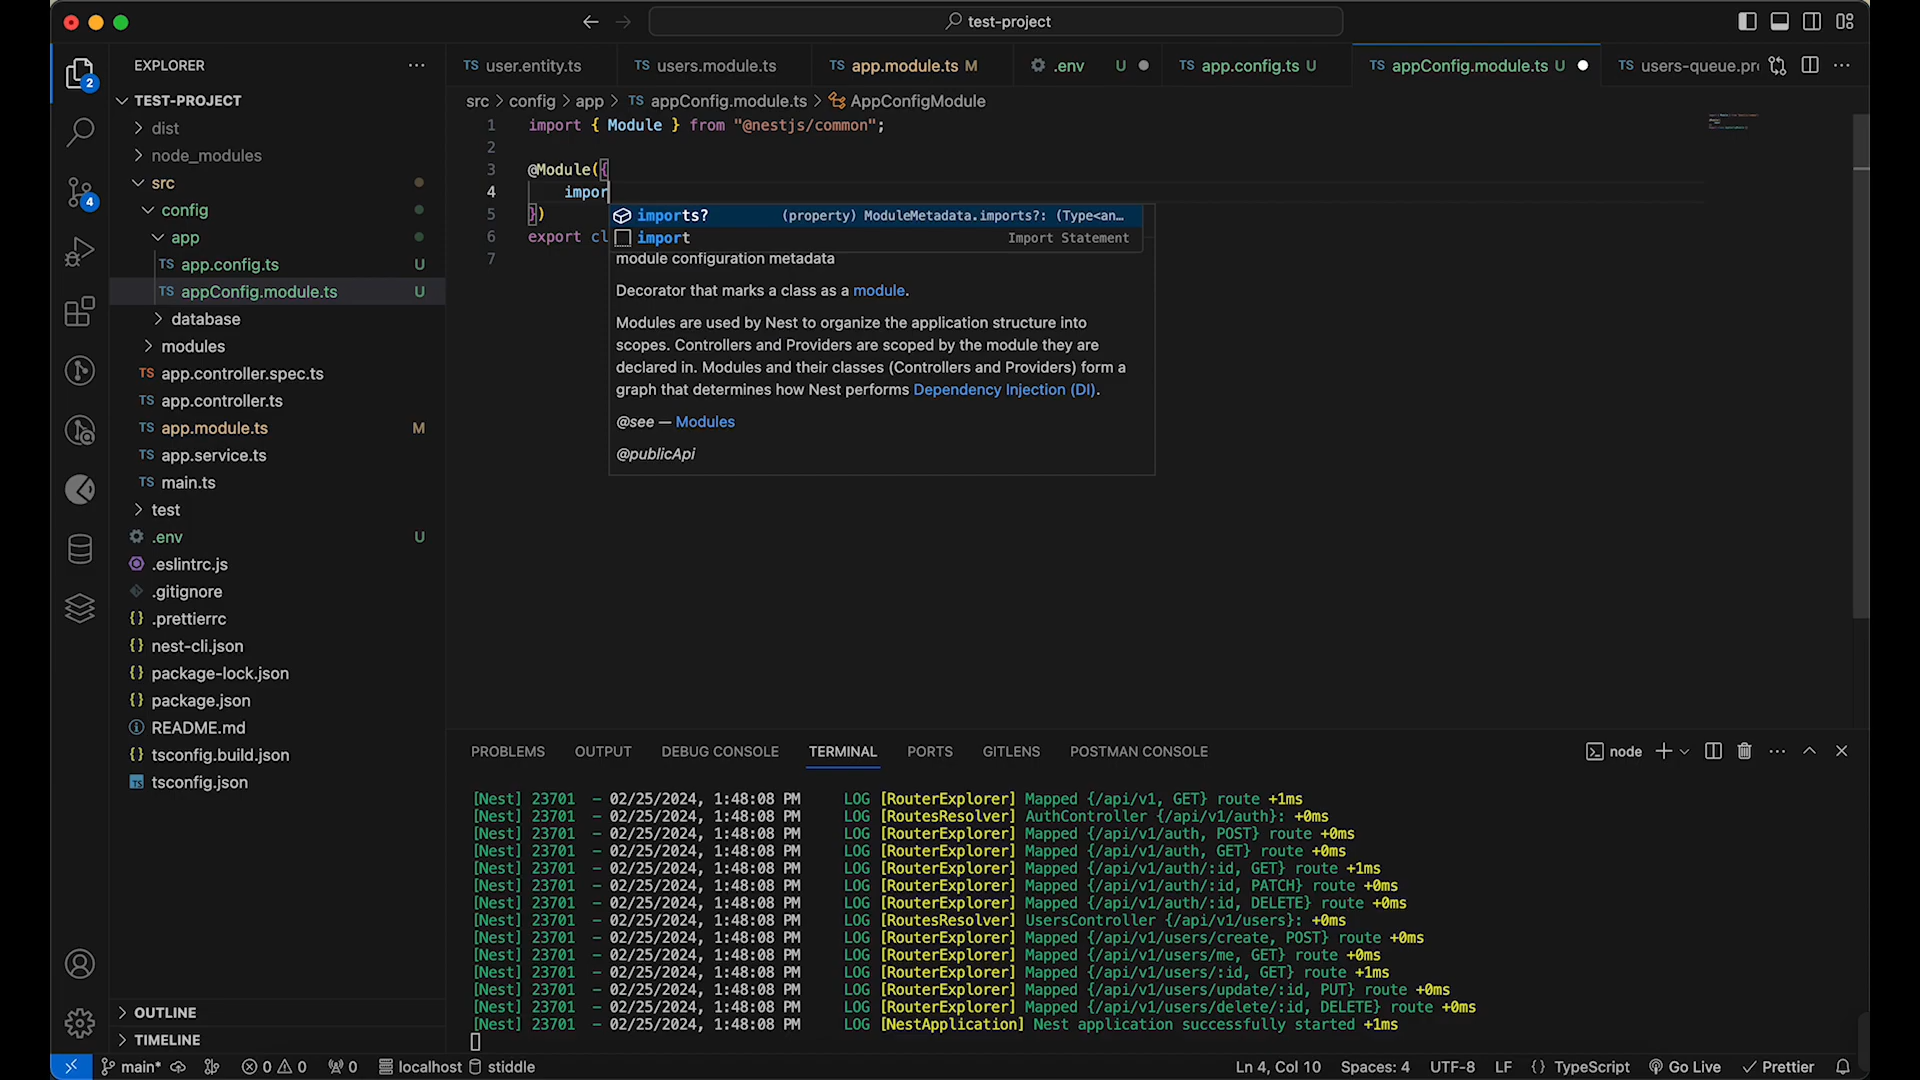 test-project
EXPLORER
2
TEST-PROJECT
dist
node_modules
src
config
app
TS app.config.ts U
TS appConfig.module.ts U
database
modules
TS app.controller.spec.ts
TS app.controller.ts
TS app.module.ts M
TS app.service.ts
TS main.ts
test
.env U
.eslintrc.js
.gitignore
{} .prettierrc
{} nest-cli.json
{} package-lock.json
{} package.json
README.md
{} tsconfig.build.json
TS tsconfig.json
OUTLINE
TIMELINE
4
TS user.entity.ts TS users.module.ts TS app.module.ts M .env U TS app.config.ts U TS appConfig.module.ts U TS users-queue.pr
src > config > app > TS appConfig.module.ts > AppConfigModule
1 import { Module } from "@nestjs/common";
2
3 @Module({
4 impor
5 })
6 export cl
7
imports? (property) ModuleMetadata.imports?: (Type<an…
import Import Statement
module configuration metadata
Decorator that marks a class as a module.
Modules are used by Nest to organize the application structure into
scopes. Controllers and Providers are scoped by the module they are
declared in. Modules and their classes (Controllers and Providers) form a
graph that determines how Nest performs Dependency Injection (DI).
@see — Modules
@publicApi
PROBLEMS OUTPUT DEBUG CONSOLE TERMINAL PORTS GITLENS POSTMAN CONSOLE node
[Nest] 23701 - 02/25/2024, 1:48:08 PM LOG [RouterExplorer] Mapped {/api/v1, GET} route +1ms
[Nest] 23701 - 02/25/2024, 1:48:08 PM LOG [RoutesResolver] AuthController {/api/v1/auth}: +0ms
[Nest] 23701 - 02/25/2024, 1:48:08 PM LOG [RouterExplorer] Mapped {/api/v1/auth, POST} route +0ms
[Nest] 23701 - 02/25/2024, 1:48:08 PM LOG [RouterExplorer] Mapped {/api/v1/auth, GET} route +0ms
[Nest] 23701 - 02/25/2024, 1:48:08 PM LOG [RouterExplorer] Mapped {/api/v1/auth/:id, GET} route +1ms
[Nest] 23701 - 02/25/2024, 1:48:08 PM LOG [RouterExplorer] Mapped {/api/v1/auth/:id, PATCH} route +0ms
[Nest] 23701 - 02/25/2024, 1:48:08 PM LOG [RouterExplorer] Mapped {/api/v1/auth/:id, DELETE} route +0ms
[Nest] 23701 - 02/25/2024, 1:48:08 PM LOG [RoutesResolver] UsersController {/api/v1/users}: +0ms
[Nest] 23701 - 02/25/2024, 1:48:08 PM LOG [RouterExplorer] Mapped {/api/v1/users/create, POST} route +0ms
[Nest] 23701 - 02/25/2024, 1:48:08 PM LOG [RouterExplorer] Mapped {/api/v1/users/me, GET} route +0ms
[Nest] 23701 - 02/25/2024, 1:48:08 PM LOG [RouterExplorer] Mapped {/api/v1/users/:id, GET} route +1ms
[Nest] 23701 - 02/25/2024, 1:48:08 PM LOG [RouterExplorer] Mapped {/api/v1/users/update/:id, PUT} route +0ms
[Nest] 23701 - 02/25/2024, 1:48:08 PM LOG [RouterExplorer] Mapped {/api/v1/users/delete/:id, DELETE} route +0ms
[Nest] 23701 - 02/25/2024, 1:48:08 PM LOG [NestApplication] Nest application successfully started +1ms
main* 0 0 0 localhost stiddle Ln 4, Col 10 Spaces: 4 UTF-8 LF {} TypeScript Go Live Prettier